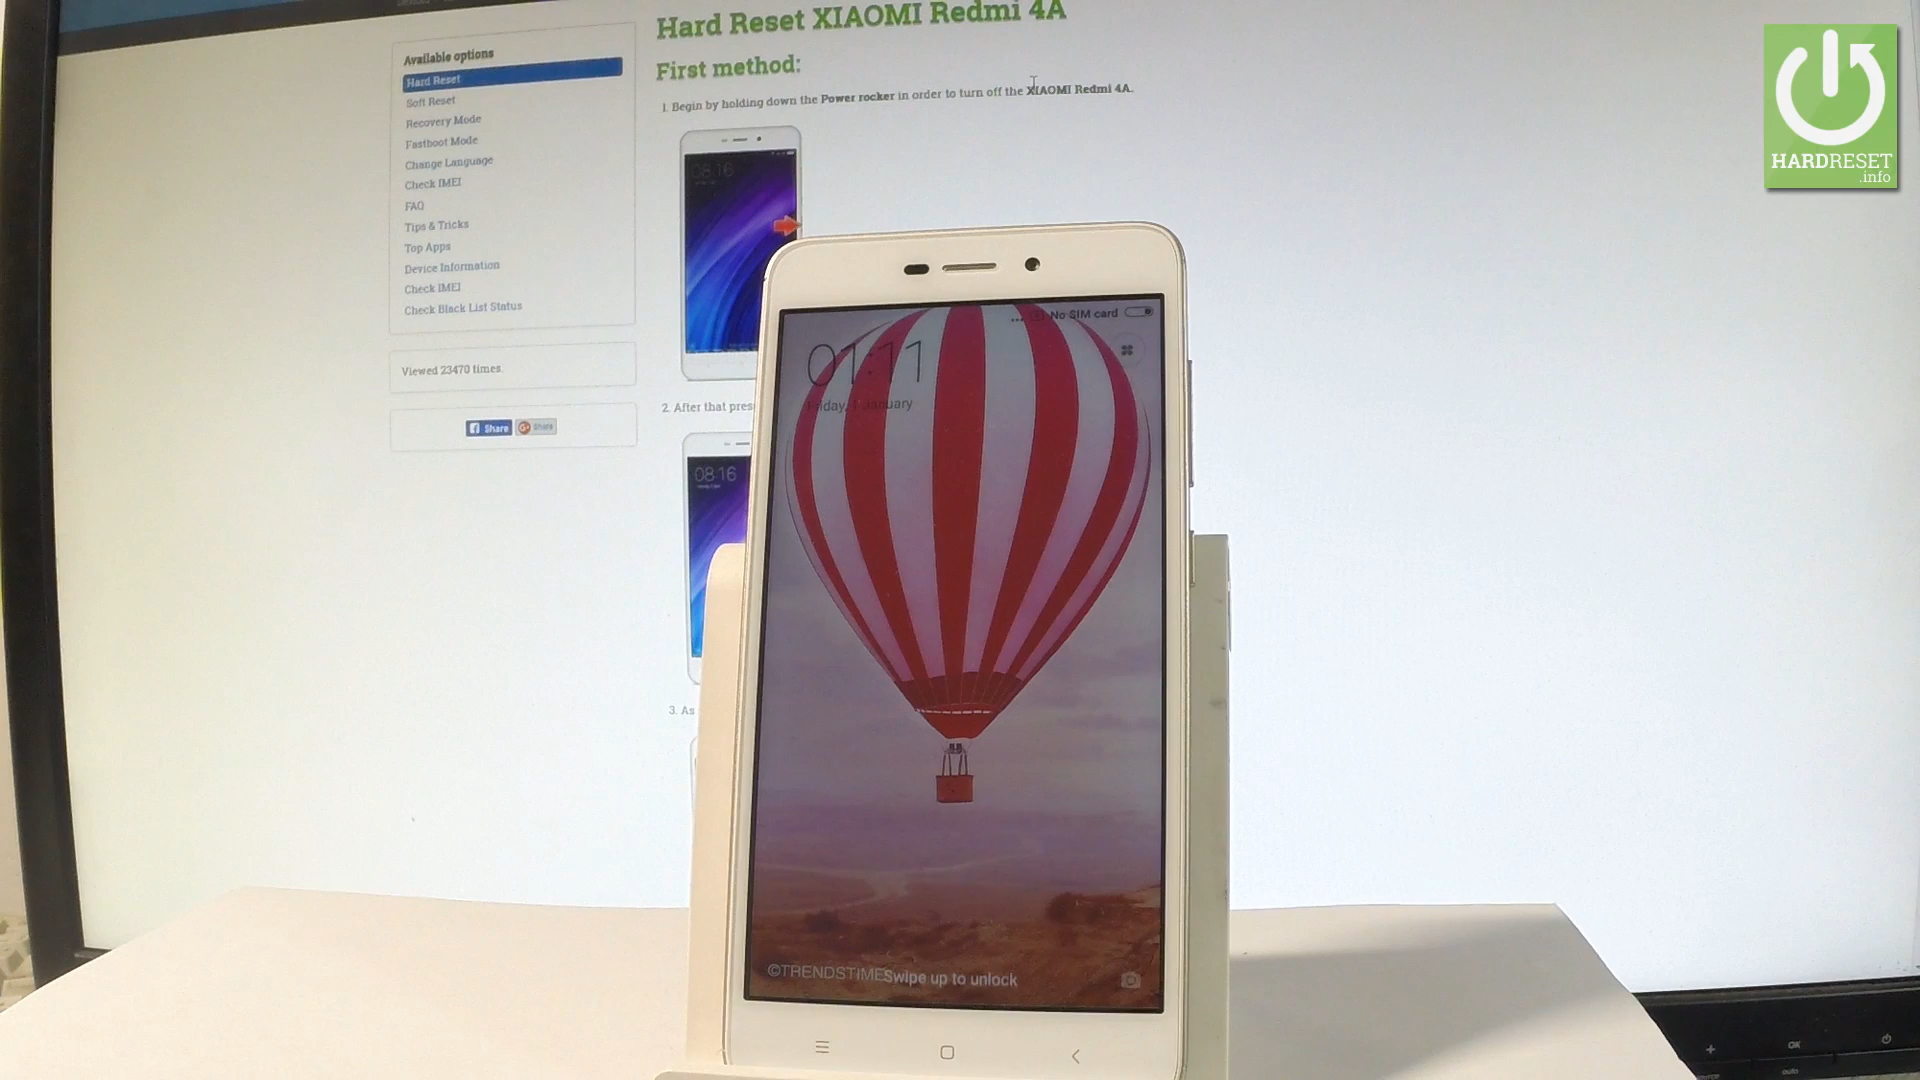 Hard Reset XIAOMI Redmi 4A
First method:
1. Begin by holding down the Power rocker in order to turn off the XIAOMI Redmi 4A.
Available options
Hard Reset
Soft Reset
Recovery Mode
Fastboot Mode
Change Language
Check IMEI
FAQ
Tips & Tricks
Top Apps
Device Information
Check IMEI
Check Black List Status
Viewed 23470 times.
Share
Share
08:16
2. After that pres
08:16
3. As
No SIM card
01:11
Friday, 1 January
©TRENDSTIME
Swipe up to unlock
HARDRESET
.info
OK
auto